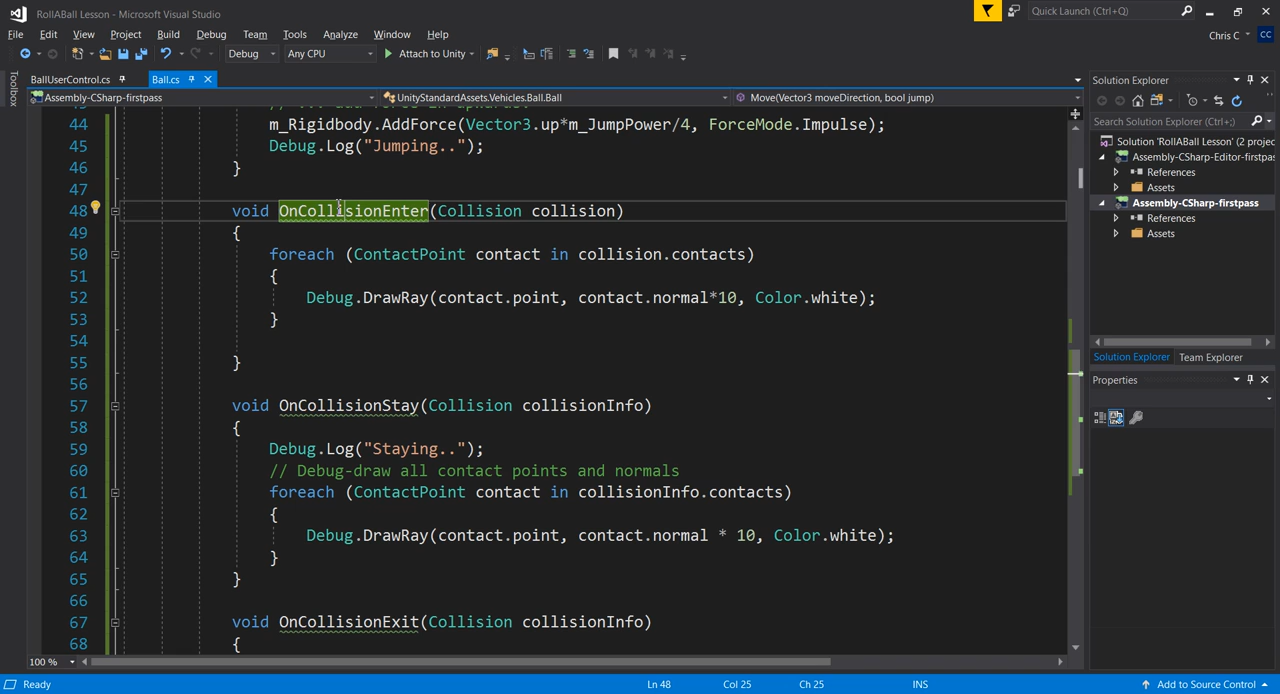 RollABall Lesson - Microsoft Visual Studio
Quick Launch (Ctrl+Q)
File Edit View Project Build Debug Team Tools Analyze Window Help
Chris C CC
Debug Any CPU Attach to Unity
Toolbox
BallUserControl.cs Ball.cs
Assembly-CSharp-firstpass UnityStandardAssets.Vehicles.Ball.Ball Move(Vector3 moveDirection, bool jump)
44 m_Rigidbody.AddForce(Vector3.up*m_JumpPower/4, ForceMode.Impulse);
45 Debug.Log("Jumping..");
46 }
47
48 void OnCollisionEnter(Collision collision)
49 {
50 foreach (ContactPoint contact in collision.contacts)
51 {
52 Debug.DrawRay(contact.point, contact.normal*10, Color.white);
53 }
54
55 }
56
57 void OnCollisionStay(Collision collisionInfo)
58 {
59 Debug.Log("Staying..");
60 // Debug-draw all contact points and normals
61 foreach (ContactPoint contact in collisionInfo.contacts)
62 {
63 Debug.DrawRay(contact.point, contact.normal * 10, Color.white);
64 }
65 }
66
67 void OnCollisionExit(Collision collisionInfo)
68 {
100 %
Solution Explorer
Search Solution Explorer (Ctrl+;)
Solution 'RollABall Lesson' (2 projec
Assembly-CSharp-Editor-firstpas
References
Assets
Assembly-CSharp-firstpass
References
Assets
Solution Explorer Team Explorer
Properties
Ready Ln 48 Col 25 Ch 25 INS Add to Source Control